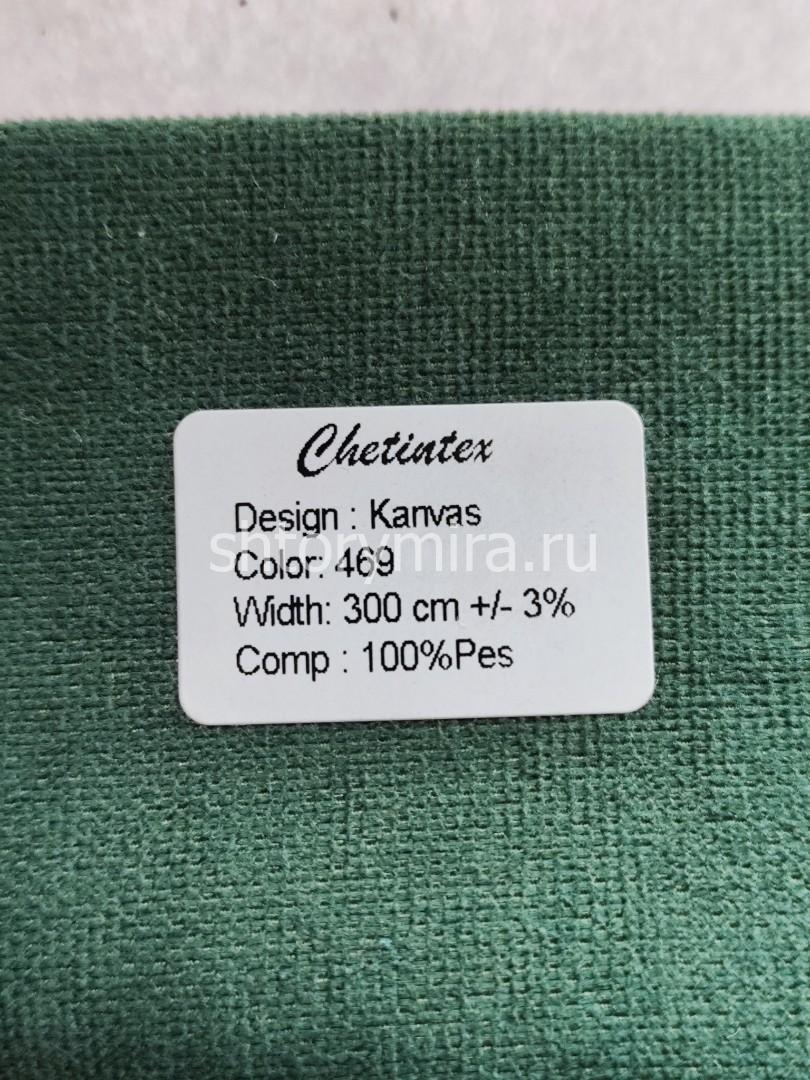 Chetintex
Design : Kanvas
shtorymira.ru
Color: 469
Width: 300 cm +/- 3%
Comp : 100%Pes